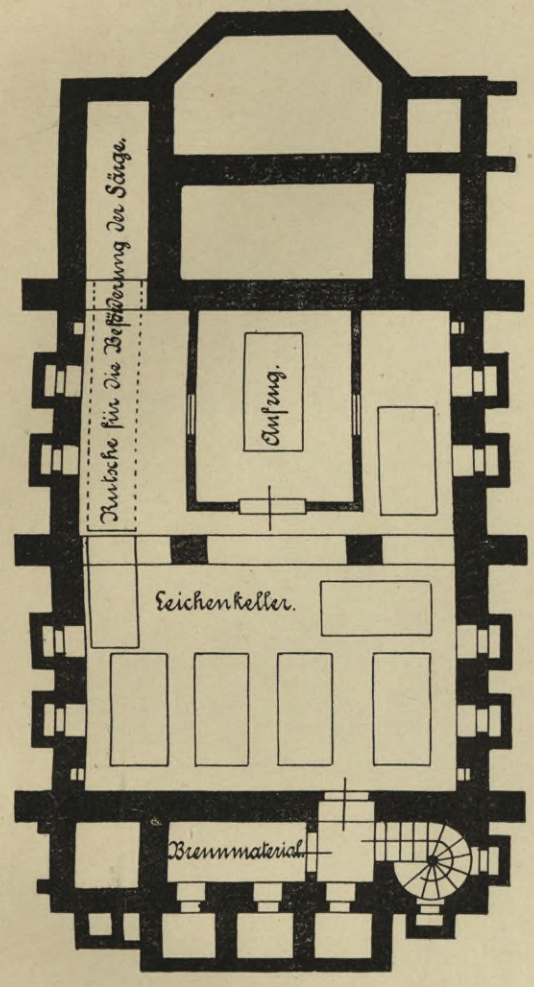 Rutsche für die Beförderung der Särge.
Aufzug.
Leichenkeller.
Brennmaterial.